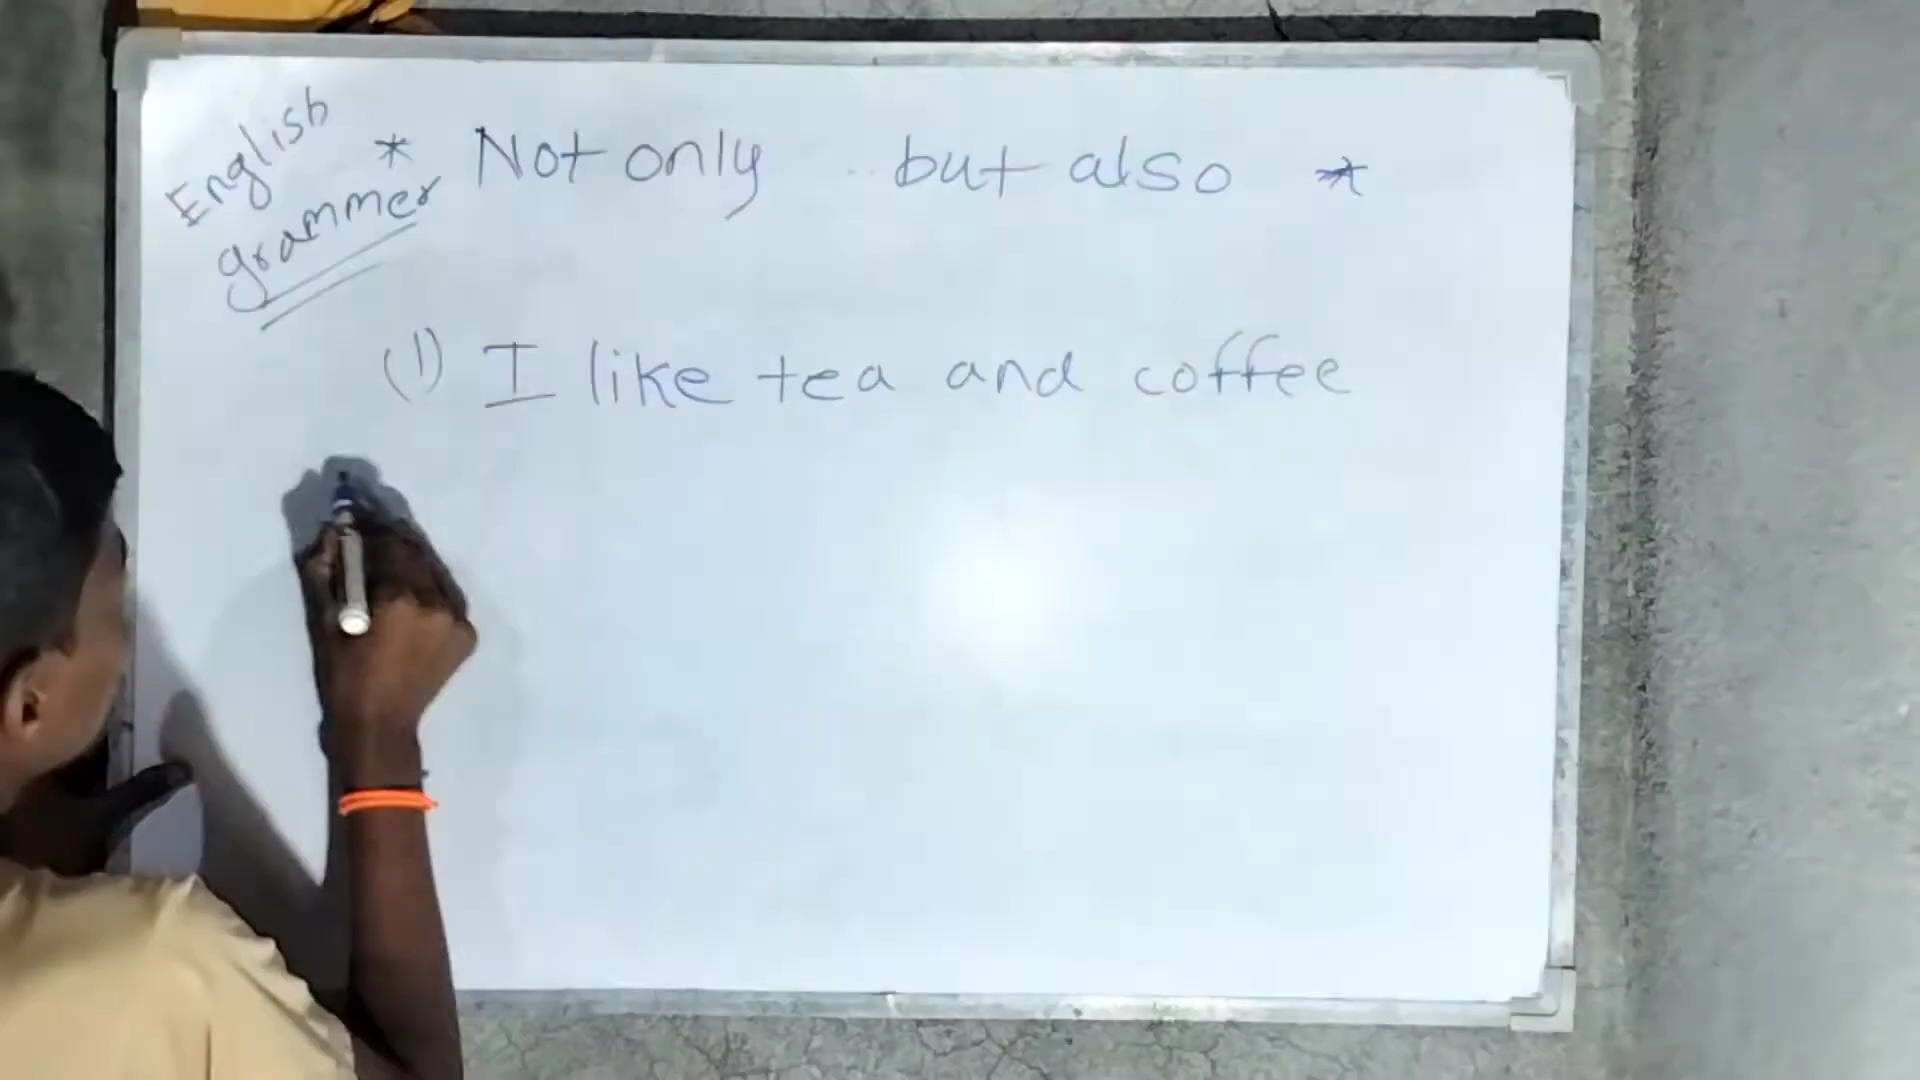 English
grammer
* Not only .. but also *
(1) I like tea and coffee